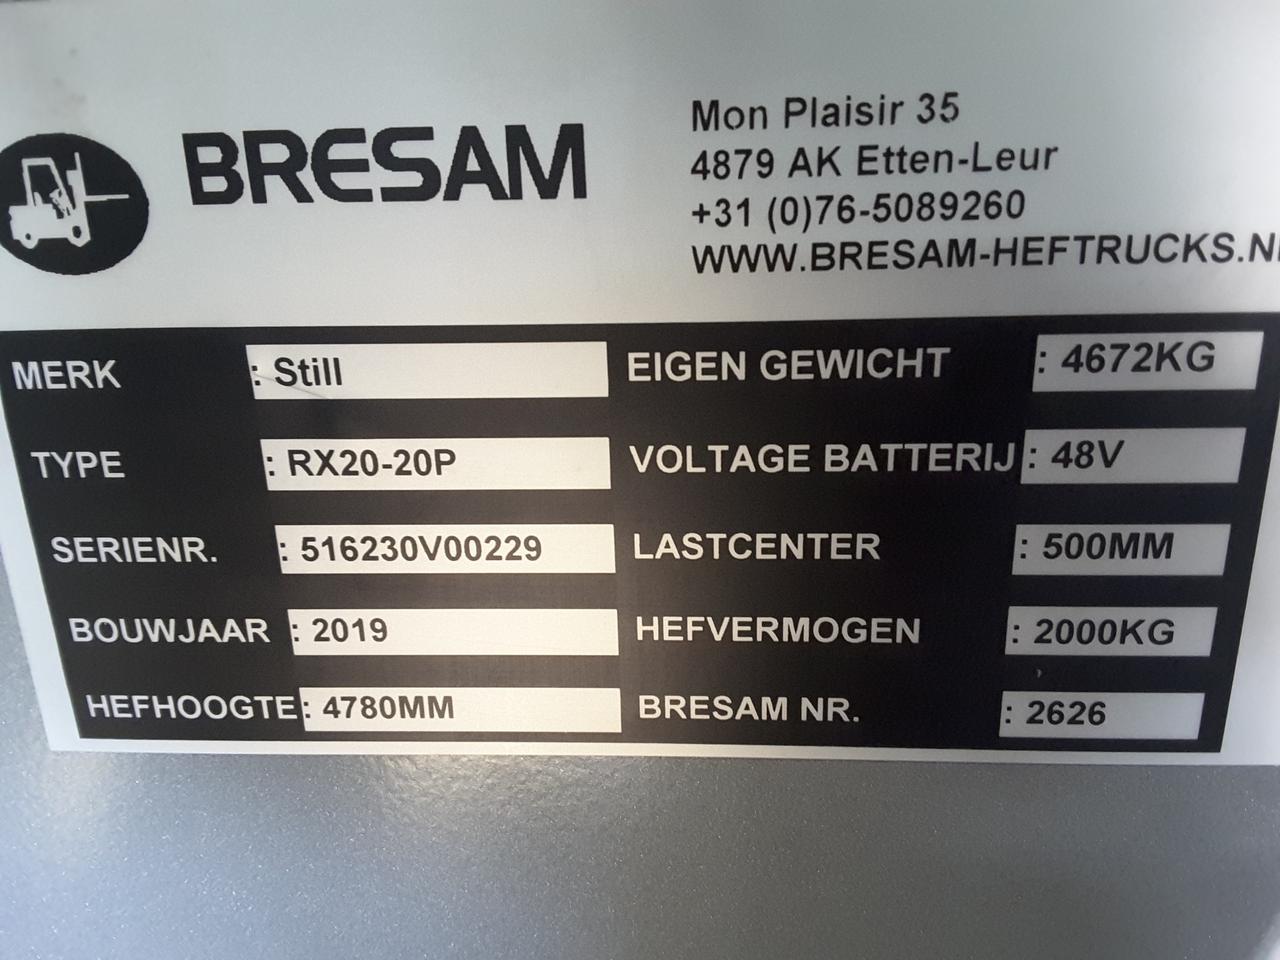 BRESAM
Mon Plaisir 35
4879 AK Etten-Leur
+31 (0)76-5089260
WWW.BRESAM-HEFTRUCKS.NL
MERK : Still EIGEN GEWICHT : 4672KG
TYPE : RX20-20P VOLTAGE BATTERIJ : 48V
SERIENR. : 516230V00229 LASTCENTER : 500MM
BOUWJAAR : 2019 HEFVERMOGEN : 2000KG
HEFHOOGTE : 4780MM BRESAM NR. : 2626